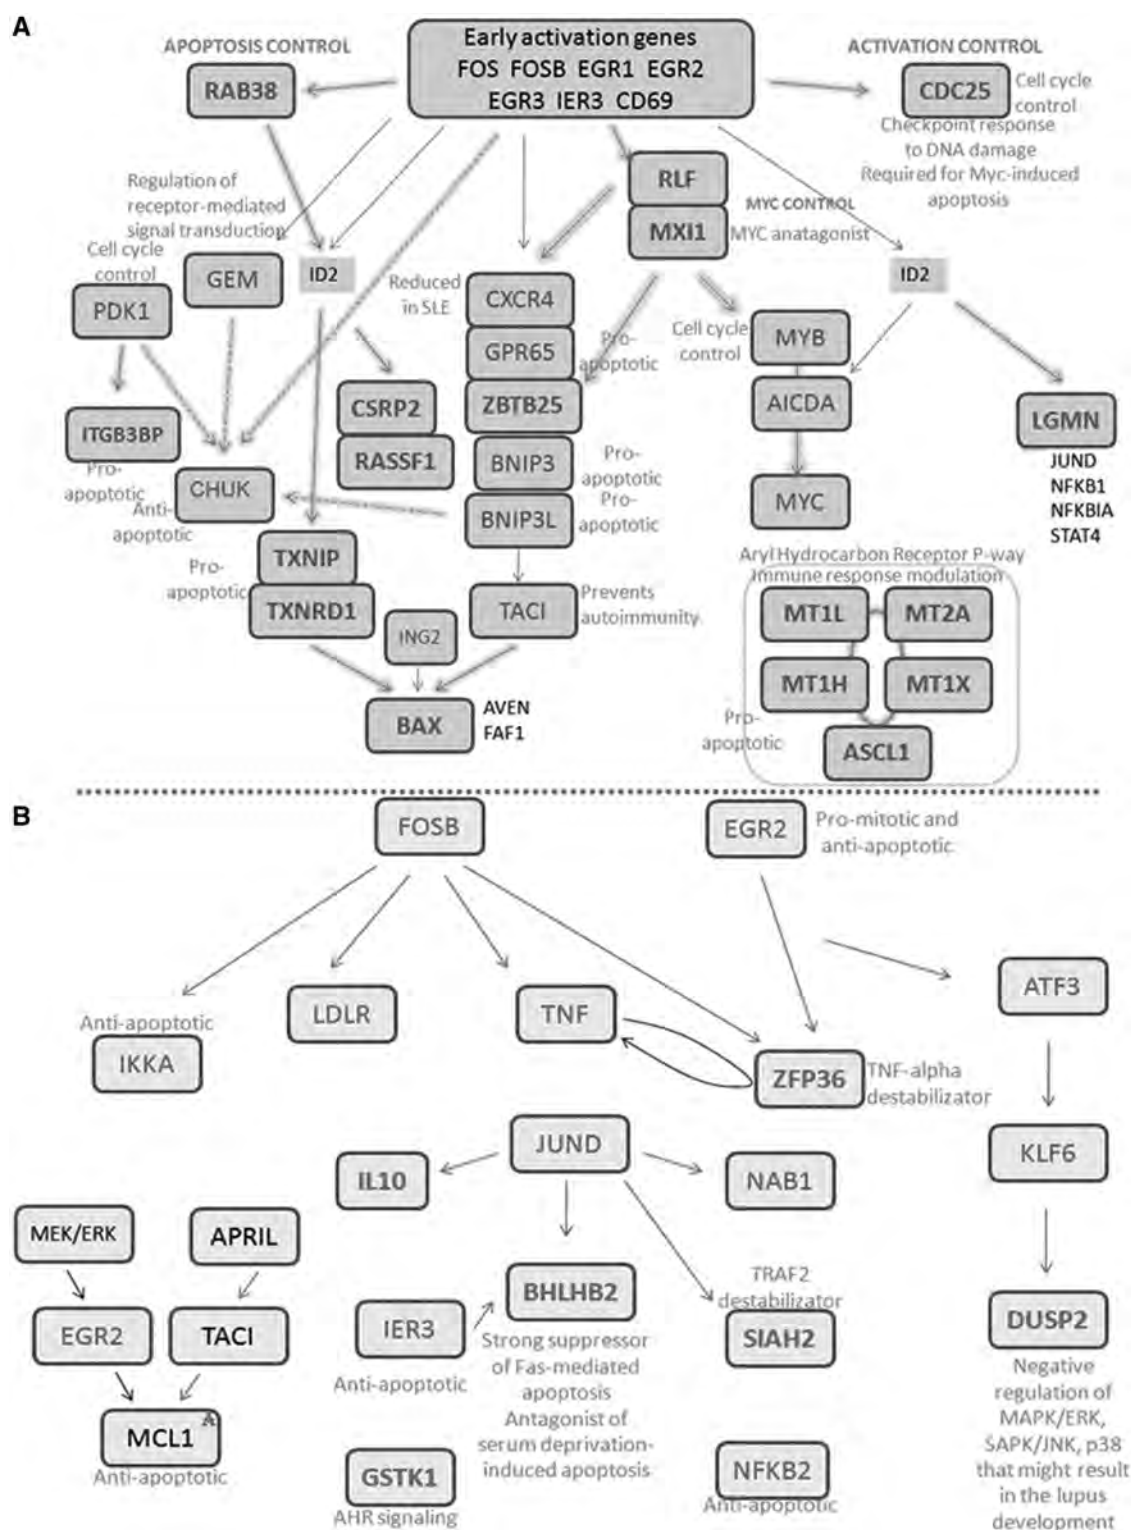 A
APOPTOSIS CONTROL
Early activation genes
FOS FOSB EGR1 EGR2
EGR3 IER3 CD69
ACTIVATION CONTROL
RAB38
CDC25
Cell cycle
control
Checkpoint response
to DNA damage
Required for Myc-induced
apoptosis
Regulation of
receptor-mediated
signal transduction
RLF
MYC CONTROL
MXI1
MYC anatagonist
Cell cycle
control
GEM
ID2
ID2
PDK1
Reduced
in SLE
CXCR4
GPR65
Pro-
apoptotic
Cell cycle
control
MYB
ZBTB25
AICDA
CSRP2
RASSF1
LGMN
JUND
NFKB1
NFKBIA
STAT4
ITGB3BP
Pro-
apoptotic
BNIP3
Pro-
apoptotic
CHUK
Anti-
apoptotic
BNIP3L
Pro-
apoptotic
MYC
TXNIP
Pro-
apoptotic
TXNRD1
ING2
TACI
Prevents
autoimmunity
BAX
AVEN
FAF1
Aryl Hydrocarbon Receptor P-way
Immune response modulation
MT1L
MT2A
MT1H
MT1X
Pro-
apoptotic
ASCL1
B
FOSB
EGR2
Pro-mitotic and
anti-apoptotic
Anti-apoptotic
IKKA
LDLR
TNF
ATF3
ZFP36
TNF-alpha
destabilizator
JUND
IL10
NAB1
KLF6
MEK/ERK
APRIL
EGR2
TACI
MCL1
A
Anti-apoptotic
IER3
Anti-apoptotic
BHLHB2
Strong suppressor
of Fas-mediated
apoptosis
Antagonist of
serum deprivation-
induced apoptosis
TRAF2
destabilizator
SIAH2
DUSP2
Negative
regulation of
MAPK/ERK,
SAPK/JNK, p38
that might result
in the lupus
development
GSTK1
AHR signaling
NFKB2
Anti-apoptotic